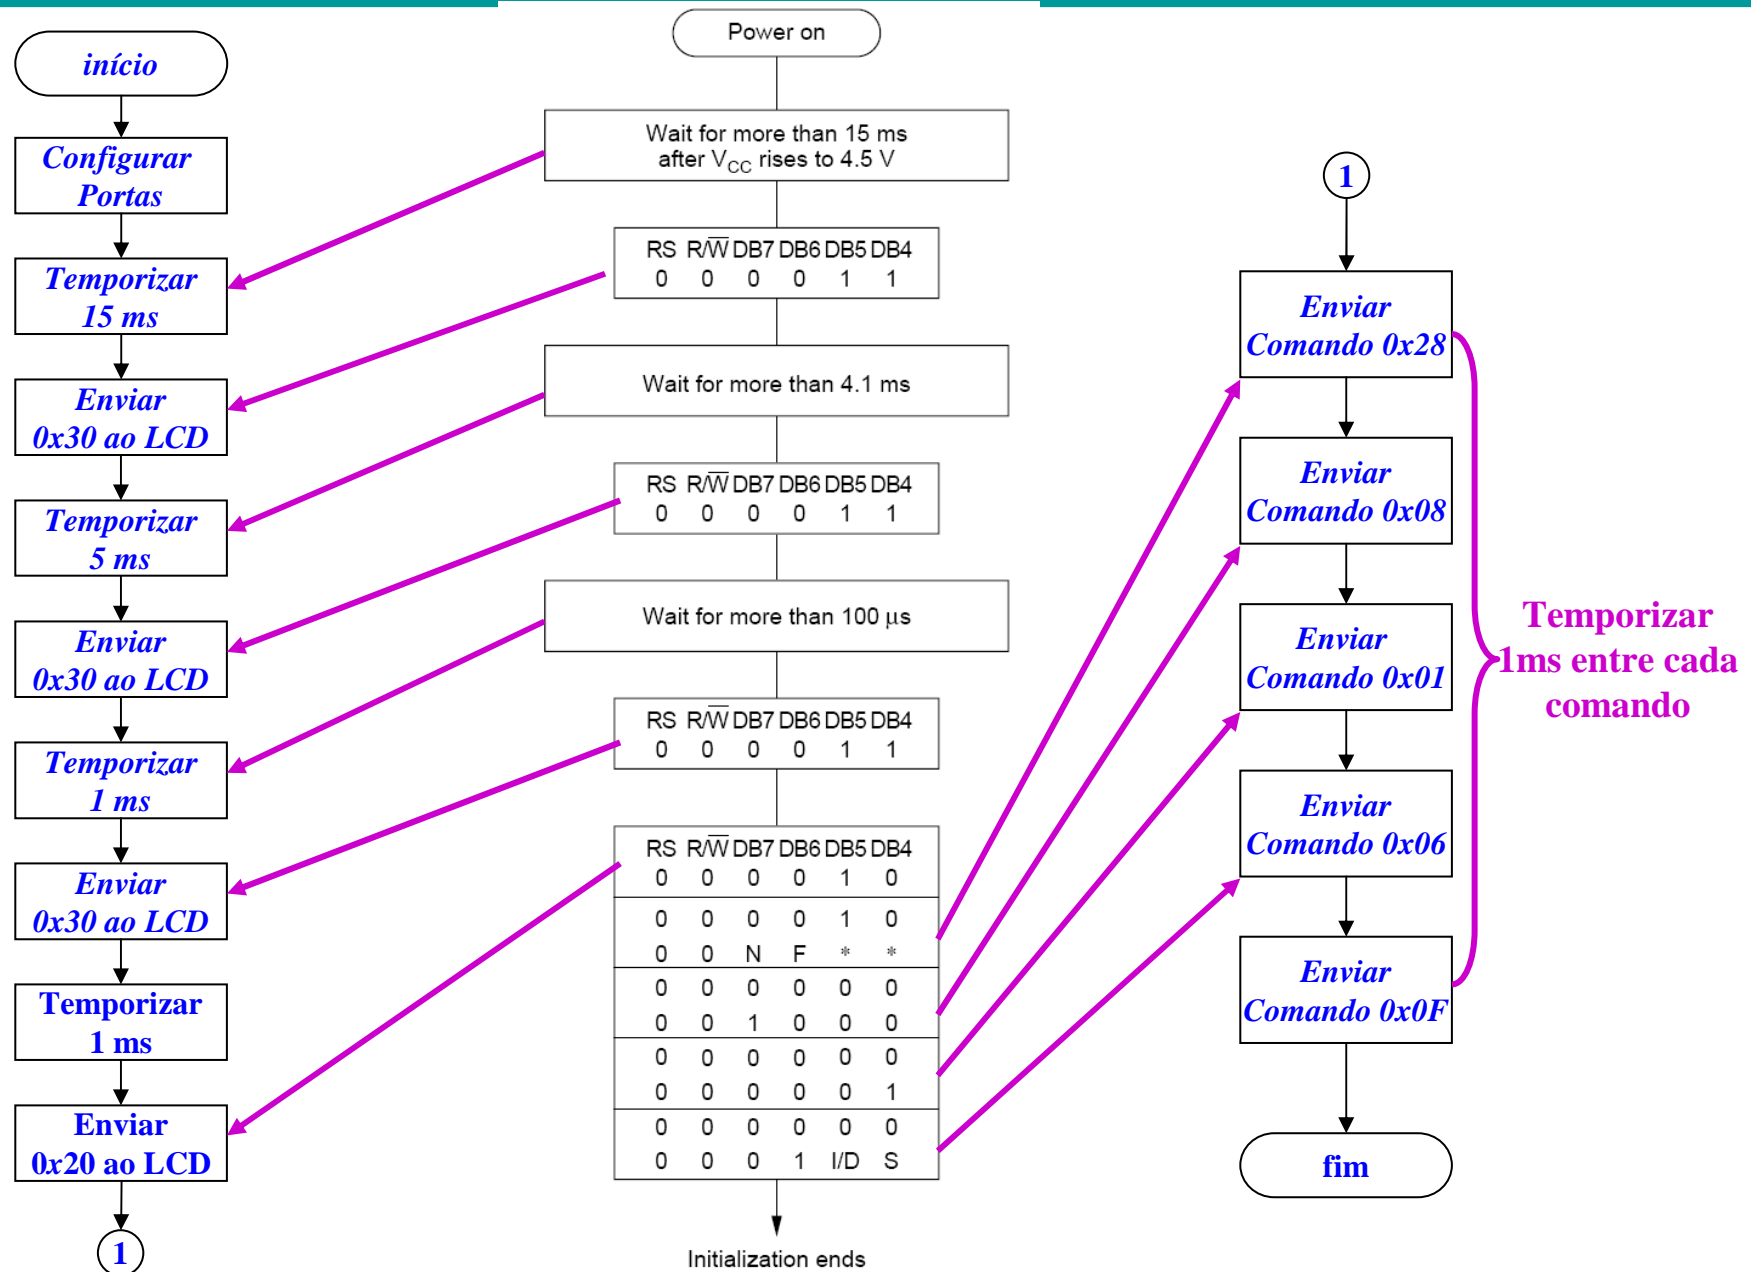 início
Configurar
Portas
Temporizar
15 ms
Enviar
0x30 ao LCD
Temporizar
5 ms
Enviar
0x30 ao LCD
Temporizar
1 ms
Enviar
0x30 ao LCD
Temporizar
1 ms
Enviar
0x20 ao LCD
1
Power on
Wait for more than 15 ms
after VCC rises to 4.5 V
RS R/W̅ DB7 DB6 DB5 DB4
0 0 0 0 1 1
Wait for more than 4.1 ms
RS R/W̅ DB7 DB6 DB5 DB4
0 0 0 0 1 1
Wait for more than 100 µs
RS R/W̅ DB7 DB6 DB5 DB4
0 0 0 0 1 1
RS R/W̅ DB7 DB6 DB5 DB4
0 0 0 0 1 0
0 0 0 0 1 0
0 0 N F * *
0 0 0 0 0 0
0 0 1 0 0 0
0 0 0 0 0 0
0 0 0 0 0 1
0 0 0 0 0 0
0 0 0 1 I/D S
Initialization ends
1
Enviar
Comando 0x28
Enviar
Comando 0x08
Enviar
Comando 0x01
Enviar
Comando 0x06
Enviar
Comando 0x0F
fim
Temporizar
1ms entre cada
comando